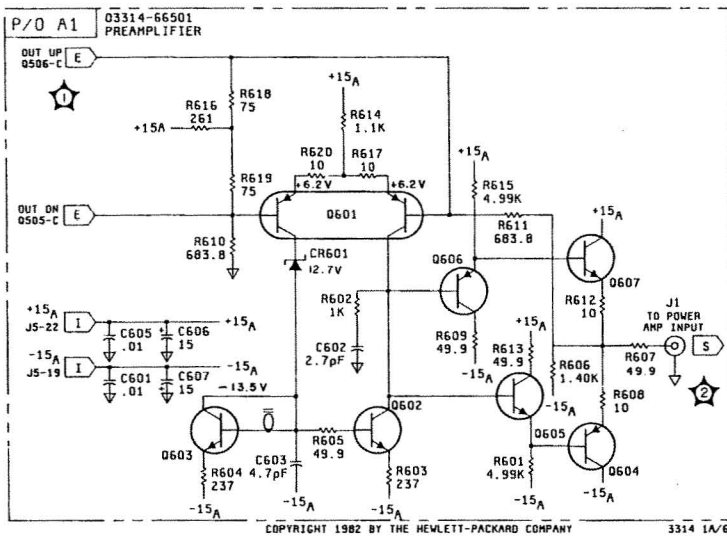 P/O A1
03314-66501
PREAMPLIFIER
OUT UP
Q506-C
E
1
R618
75
+15A
R616
261
+15A
R614
1.1K
R620
10
R617
10
+15A
R619
75
+6.2V
+6.2V
R615
4.99K
+15A
OUT DN
Q505-C
E
Q601
R611
683.8
R610
683.8
CR601
12.7V
Q606
Q607
R602
1K
R612
10
J1
TO POWER
AMP INPUT
S
+15A
J5-22
I
+15A
C605
.01
C606
15
C602
2.7pF
R609
49.9
+15A
R613
49.9
R606
1.40K
R607
49.9
-15A
J5-19
I
-15A
-15A
C601
.01
C607
15
-13.5V
-15A
R608
10
2
Q602
Q603
R605
49.9
Q605
R604
237
C603
4.7pF
R603
237
R601
4.99K
Q604
-15A
-15A
-15A
-15A
-15A
COPYRIGHT 1982 BY THE HEWLETT-PACKARD COMPANY
3314 1A/6